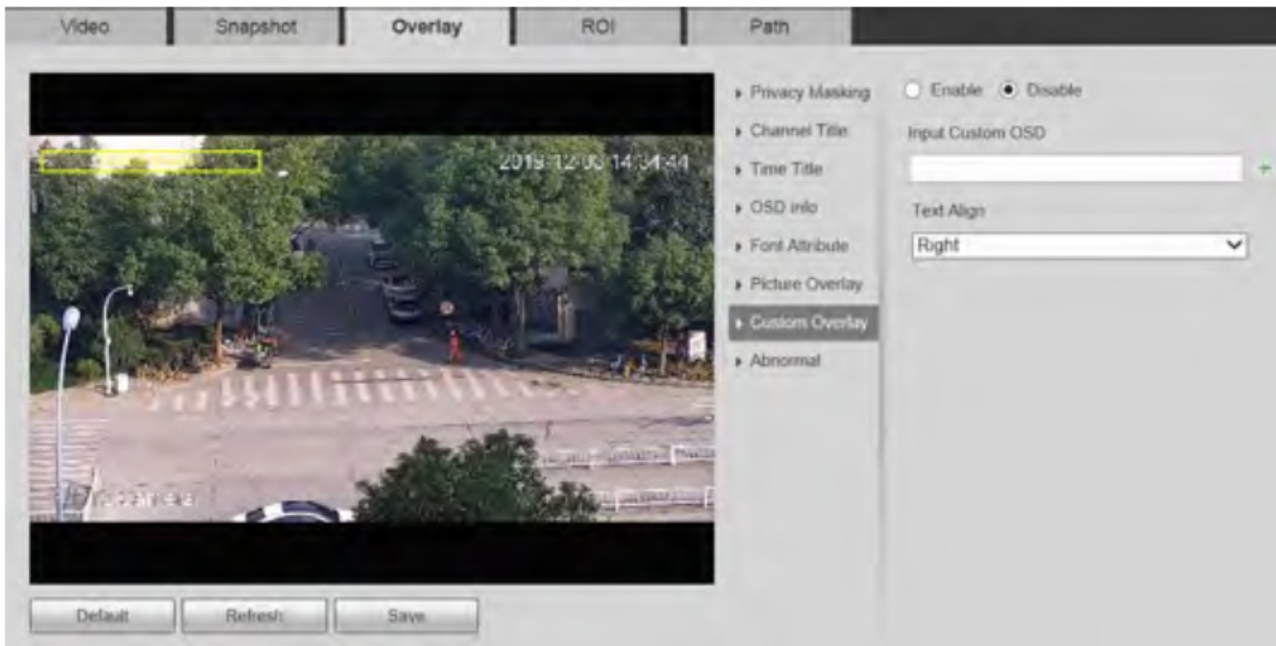 Video Snapshot Overlay ROI Path
Privacy Masking
Channel Title
Time Title
OSD info
Font Attribute
Picture Overlay
Custom Overlay
Abnormal
Enable Disable
Input Custom OSD
+
Text Align
Right
2019-12-03 14:34:44
Default Refresh Save